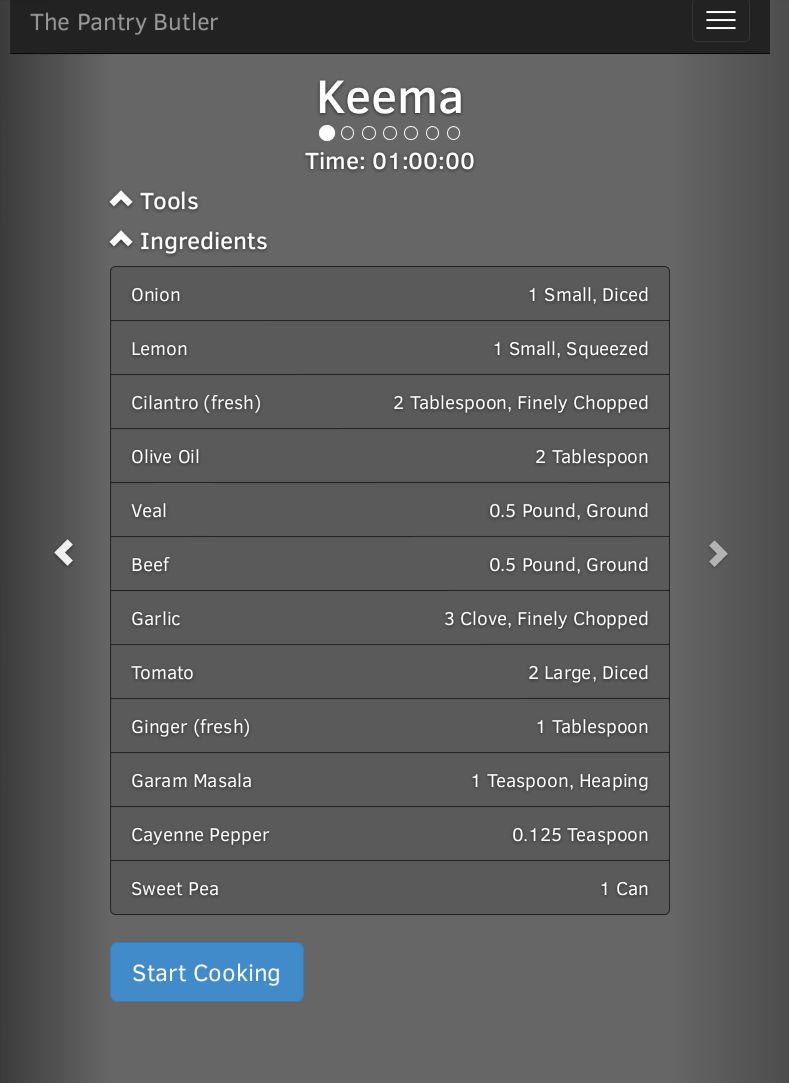 The Pantry Butler
Keema
Time: 01:00:00
Tools
Ingredients
Onion 1 Small, Diced
Lemon 1 Small, Squeezed
Cilantro (fresh) 2 Tablespoon, Finely Chopped
Olive Oil 2 Tablespoon
Veal 0.5 Pound, Ground
Beef 0.5 Pound, Ground
Garlic 3 Clove, Finely Chopped
Tomato 2 Large, Diced
Ginger (fresh) 1 Tablespoon
Garam Masala 1 Teaspoon, Heaping
Cayenne Pepper 0.125 Teaspoon
Sweet Pea 1 Can
Start Cooking